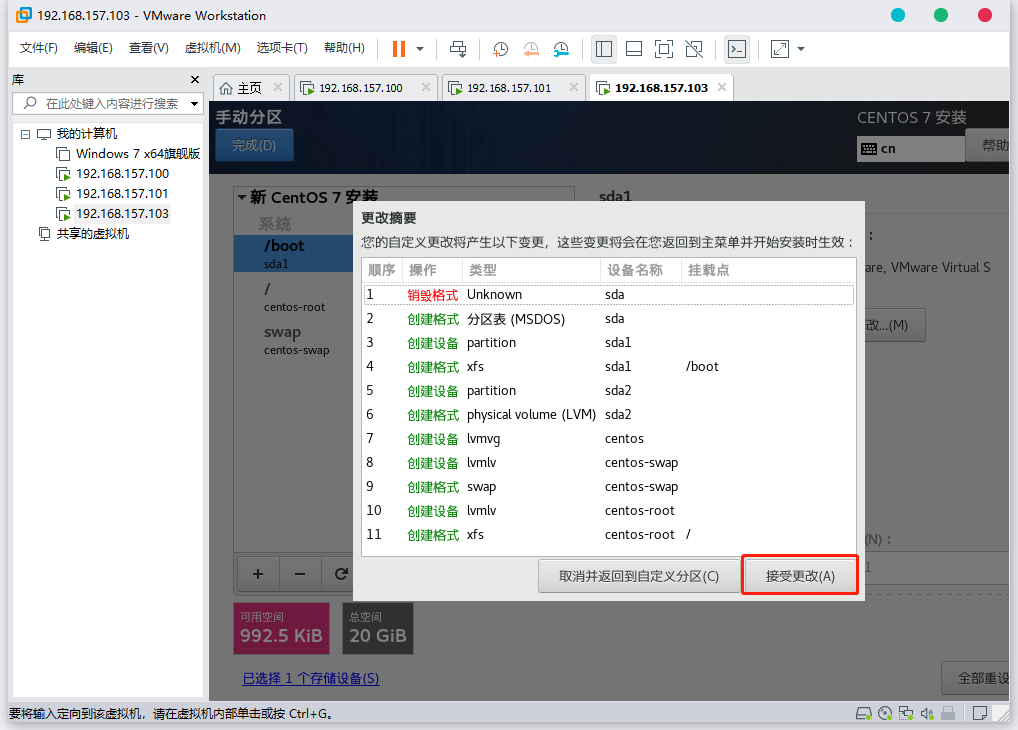 192.168.157.103 - VMware Workstation
文件(F) 编辑(E) 查看(V) 虚拟机(M) 选项卡(T) 帮助(H)
库
在此处键入内容进行搜索
我的计算机
Windows 7 x64旗舰版
192.168.157.100
192.168.157.101
192.168.157.103
共享的虚拟机
主页 192.168.157.100 192.168.157.101 192.168.157.103
手动分区
完成(D)
CENTOS 7 安装
cn
帮助
新 CentOS 7 安装
系统
/boot
sda1
/
centos-root
swap
centos-swap
sda1
are, VMware Virtual S
改...(M)
(N)：
1
更改摘要
您的自定义更改将产生以下变更，这些变更将会在您返回到主菜单并开始安装时生效：
顺序 操作 类型 设备名称 挂载点
1 销毁格式 Unknown sda
2 创建格式 分区表 (MSDOS) sda
3 创建设备 partition sda1
4 创建格式 xfs sda1 /boot
5 创建设备 partition sda2
6 创建格式 physical volume (LVM) sda2
7 创建设备 lvmvg centos
8 创建设备 lvmlv centos-swap
9 创建格式 swap centos-swap
10 创建设备 lvmlv centos-root
11 创建格式 xfs centos-root /
取消并返回到自定义分区(C) 接受更改(A)
可用空间
992.5 KiB
总空间
20 GiB
已选择 1 个存储设备(S)
全部重设
要将输入定向到该虚拟机，请在虚拟机内部单击或按 Ctrl+G。